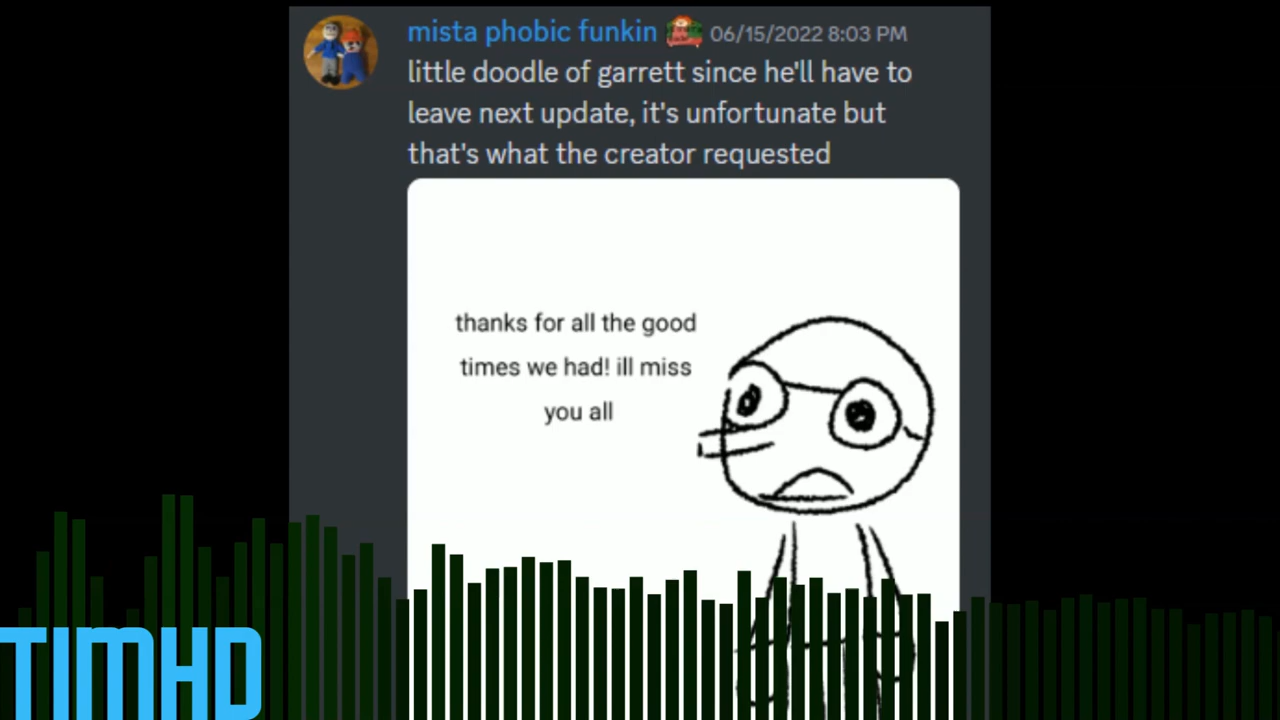 mista phobic funkin 06/15/2022 8:03 PM
little doodle of garrett since he'll have to
leave next update, it's unfortunate but
that's what the creator requested
thanks for all the good
times we had! ill miss
you all
TIMHD